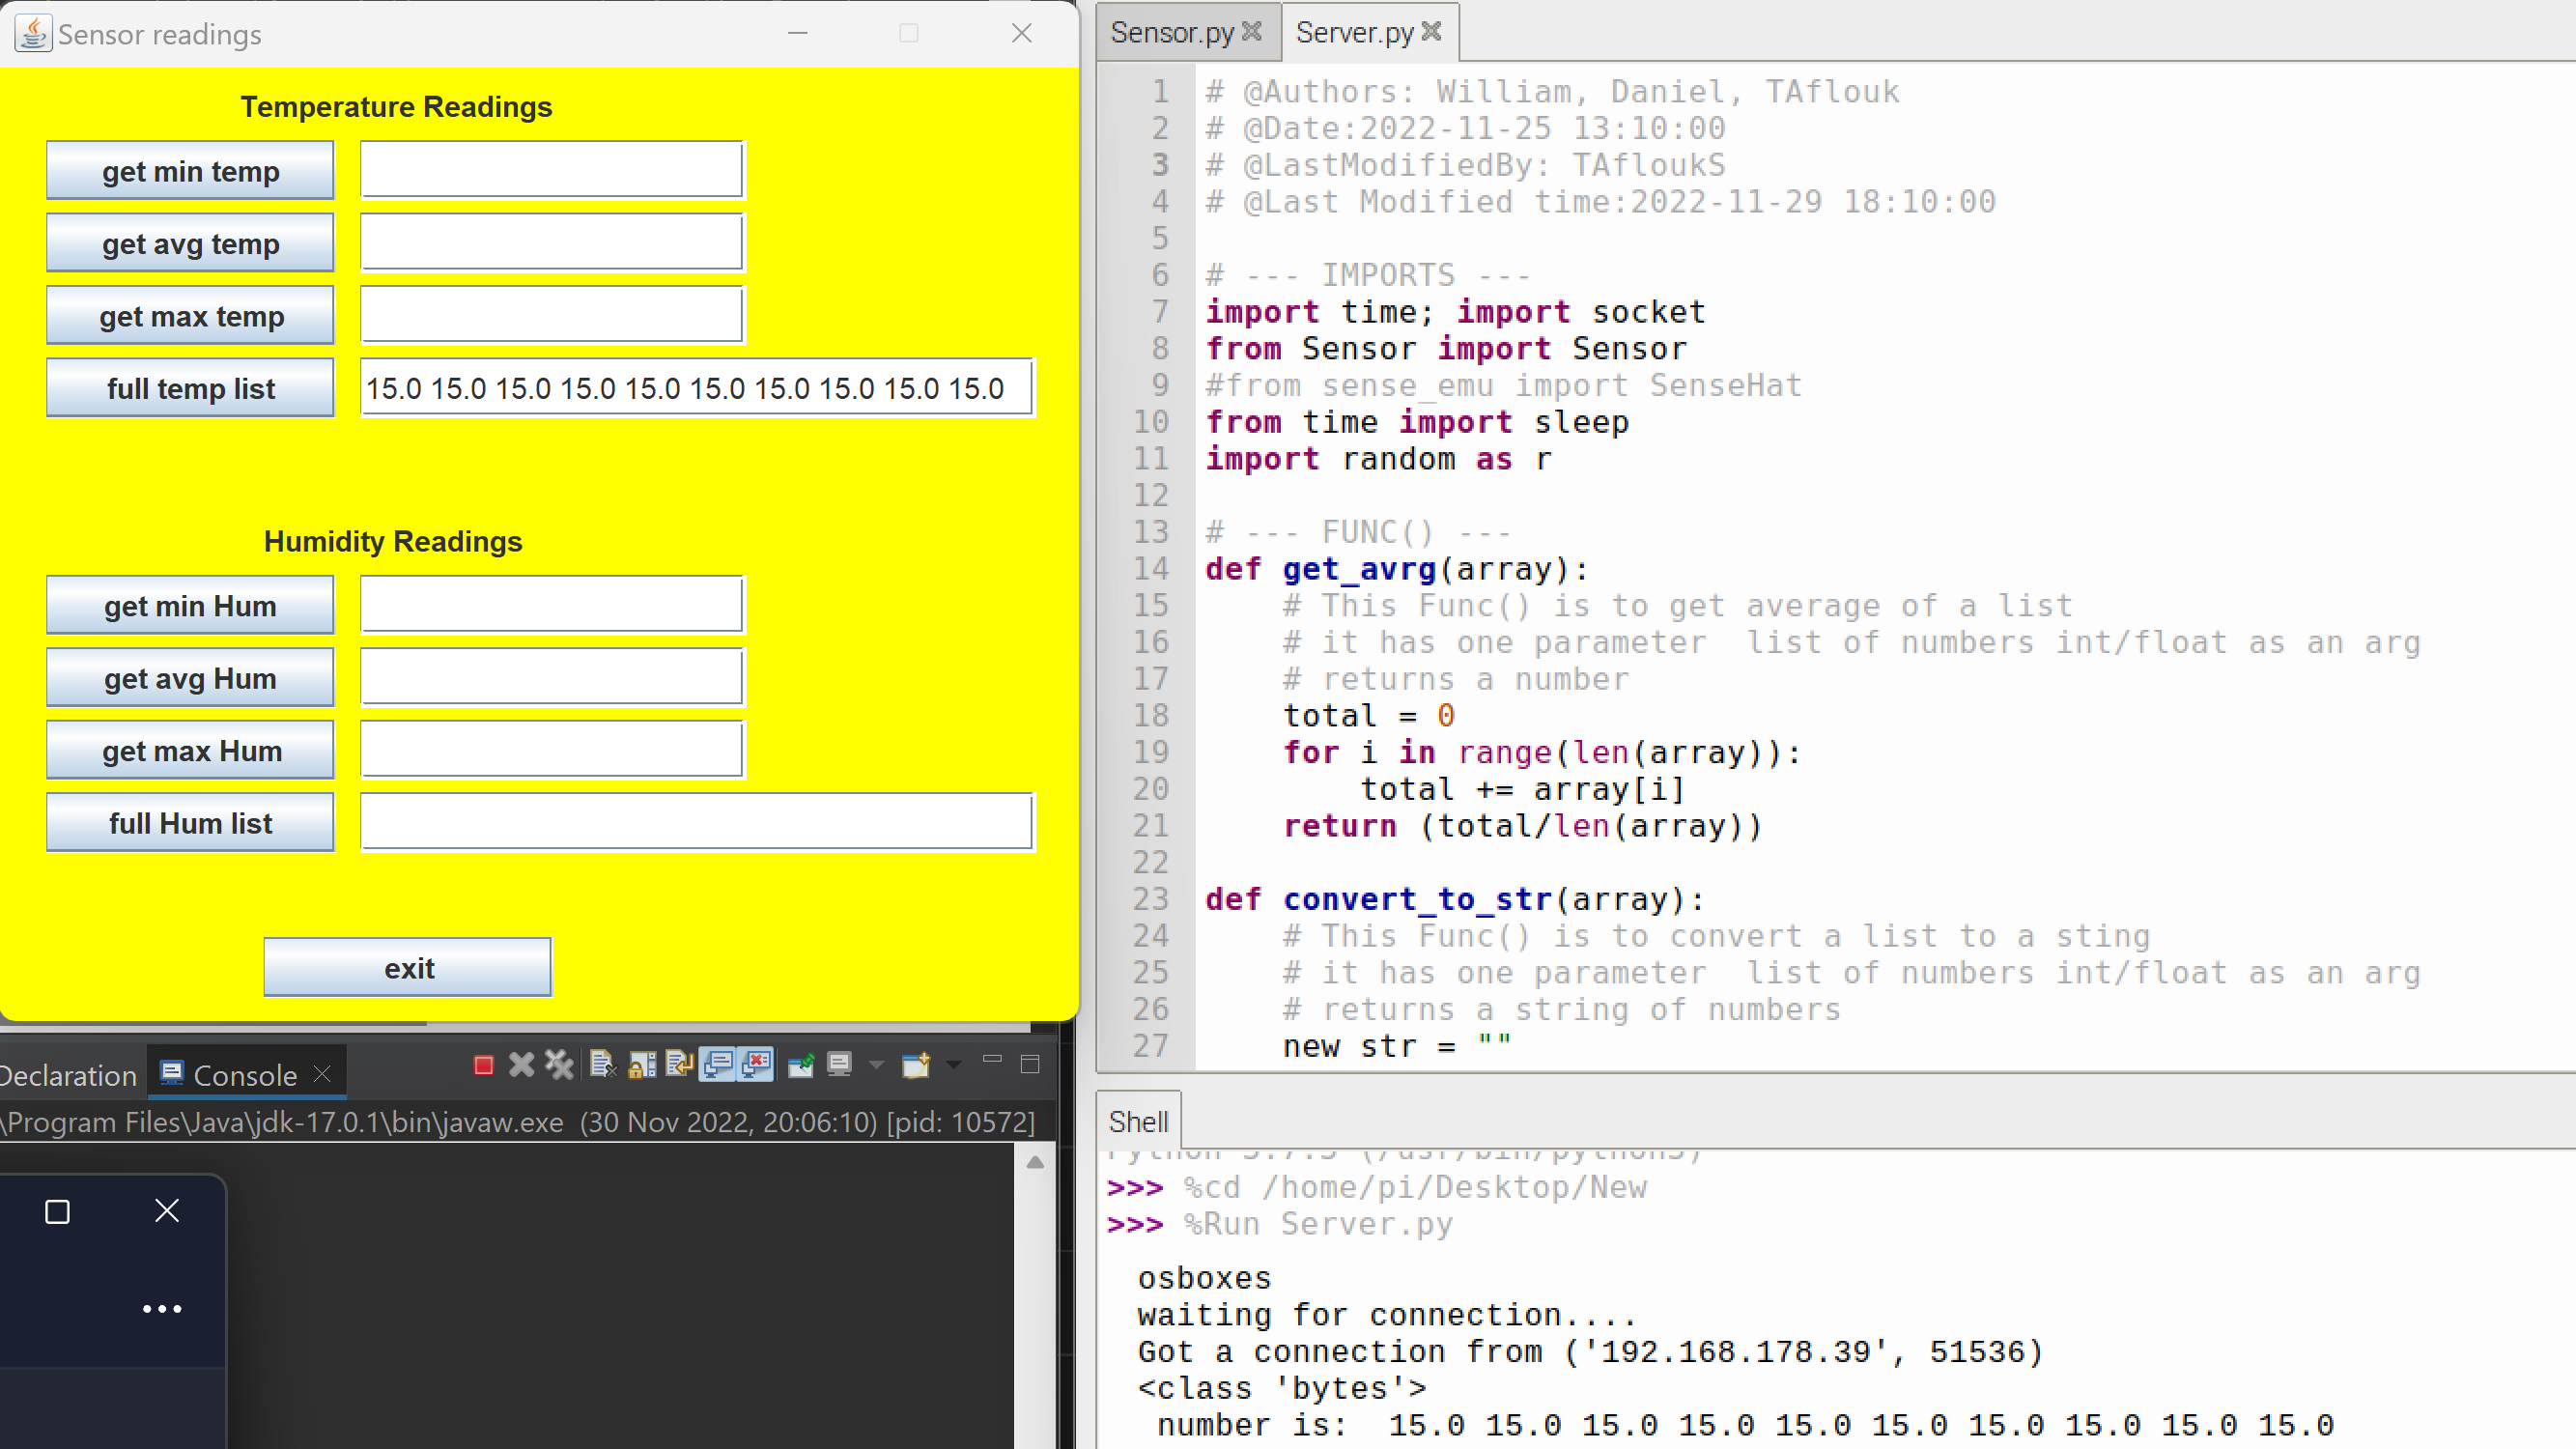 Sensor readings
Temperature Readings
get min temp
get avg temp
get max temp
full temp list 15.0 15.0 15.0 15.0 15.0 15.0 15.0 15.0 15.0 15.0
Humidity Readings
get min Hum
get avg Hum
get max Hum
full Hum list
exit
Declaration Console
\Program Files\Java\jdk-17.0.1\bin\javaw.exe (30 Nov 2022, 20:06:10) [pid: 10572]
Sensor.py Server.py
1 # @Authors: William, Daniel, TAflouk
2 # @Date:2022-11-25 13:10:00
3 # @LastModifiedBy: TAfloukS
4 # @Last Modified time:2022-11-29 18:10:00
5
6 # --- IMPORTS ---
7 import time; import socket
8 from Sensor import Sensor
9 #from sense_emu import SenseHat
10 from time import sleep
11 import random as r
12
13 # --- FUNC() ---
14 def get_avrg(array):
15 # This Func() is to get average of a list
16 # it has one parameter  list of numbers int/float as an arg
17 # returns a number
18 total = 0
19 for i in range(len(array)):
20 total += array[i]
21 return (total/len(array))
22
23 def convert_to_str(array):
24 # This Func() is to convert a list to a sting
25 # it has one parameter  list of numbers int/float as an arg
26 # returns a string of numbers
27 new str = ""
Shell
Python 3.7.3 (/usr/bin/python3)
>>> %cd /home/pi/Desktop/New
>>> %Run Server.py
osboxes
waiting for connection....
Got a connection from ('192.168.178.39', 51536)
<class 'bytes'>
number is:  15.0 15.0 15.0 15.0 15.0 15.0 15.0 15.0 15.0 15.0